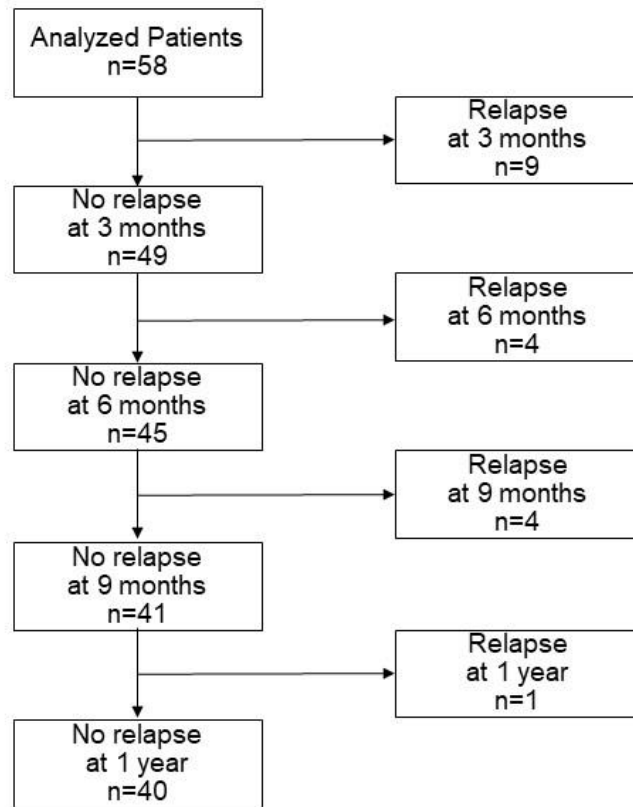 Analyzed Patients
n=58
Relapse
at 3 months
n=9
No relapse
at 3 months
n=49
Relapse
at 6 months
n=4
No relapse
at 6 months
n=45
Relapse
at 9 months
n=4
No relapse
at 9 months
n=41
Relapse
at 1 year
n=1
No relapse
at 1 year
n=40